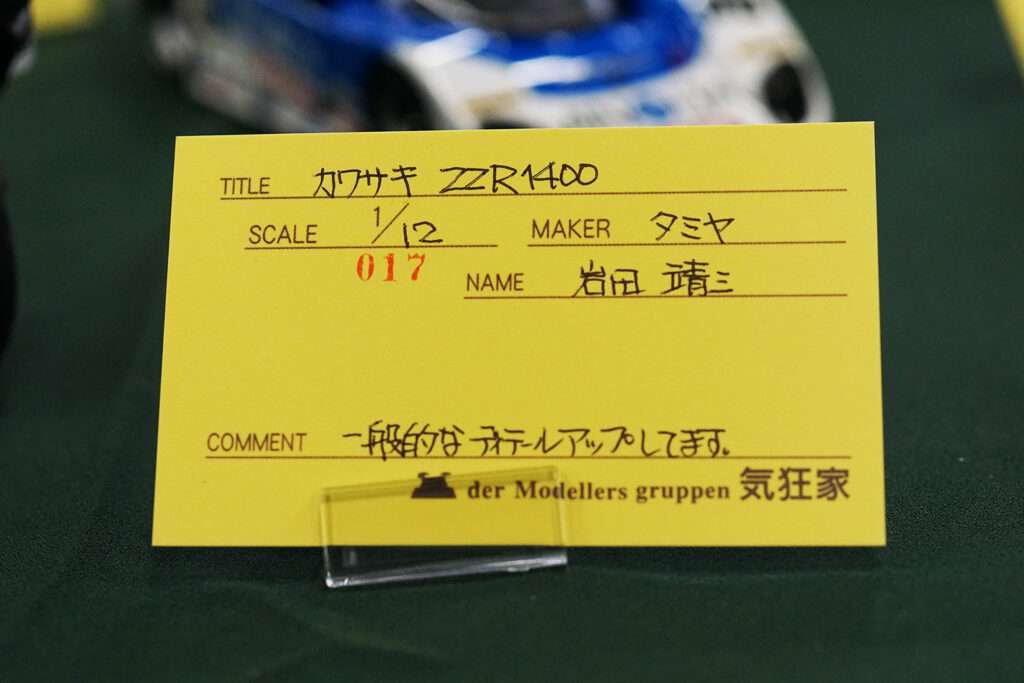 TITLE カワサキ ZZR1400
SCALE 1/12 MAKER タミヤ
017
NAME 岩田 靖三
COMMENT 一般的なディテールアップしてます。
der Modellers gruppen 気狂家